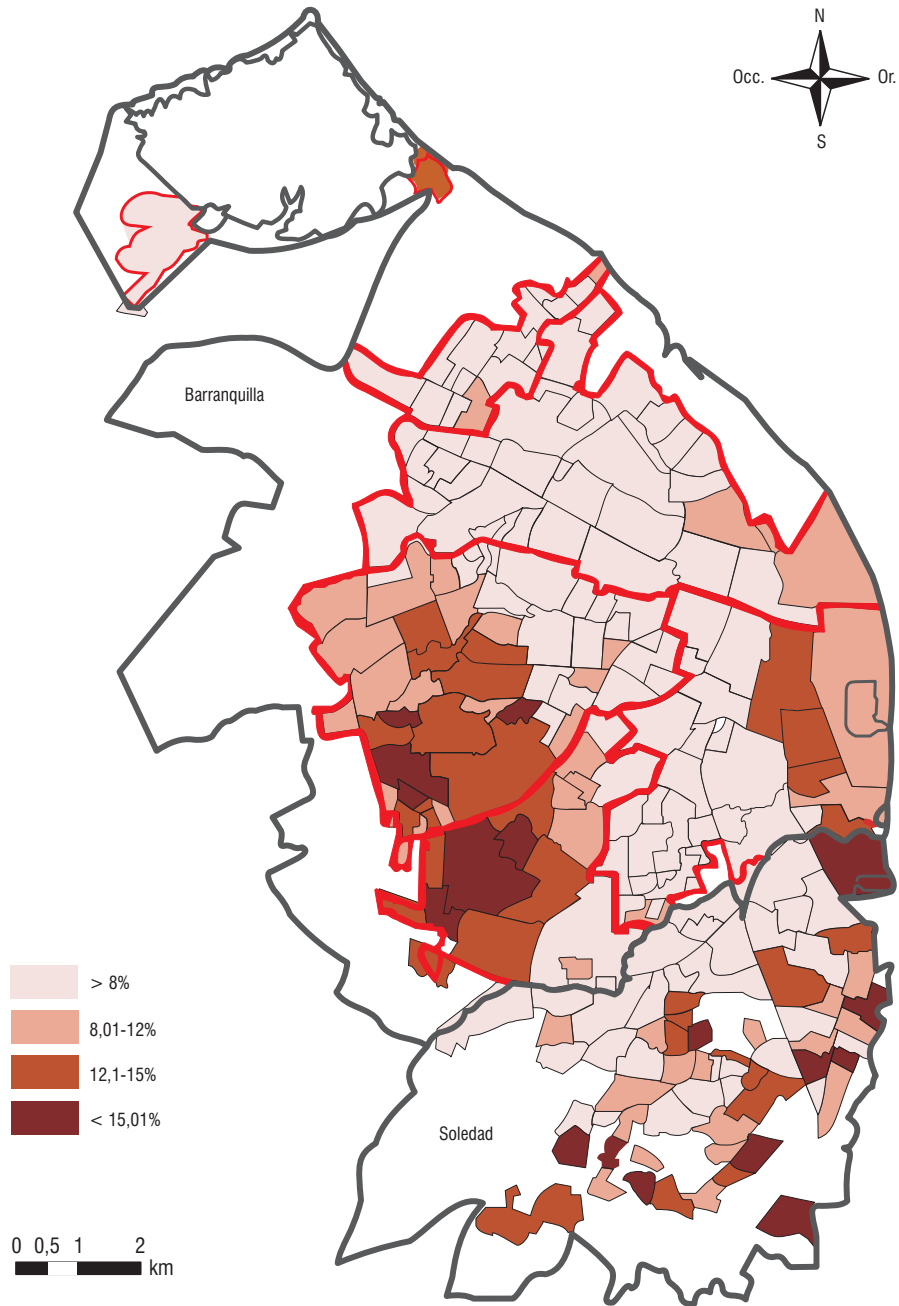 N
Occ.
Or.
S
Barranquilla
> 8%
8,01-12%
12,1-15%
< 15,01%
Soledad
0 0,5 1 2
km